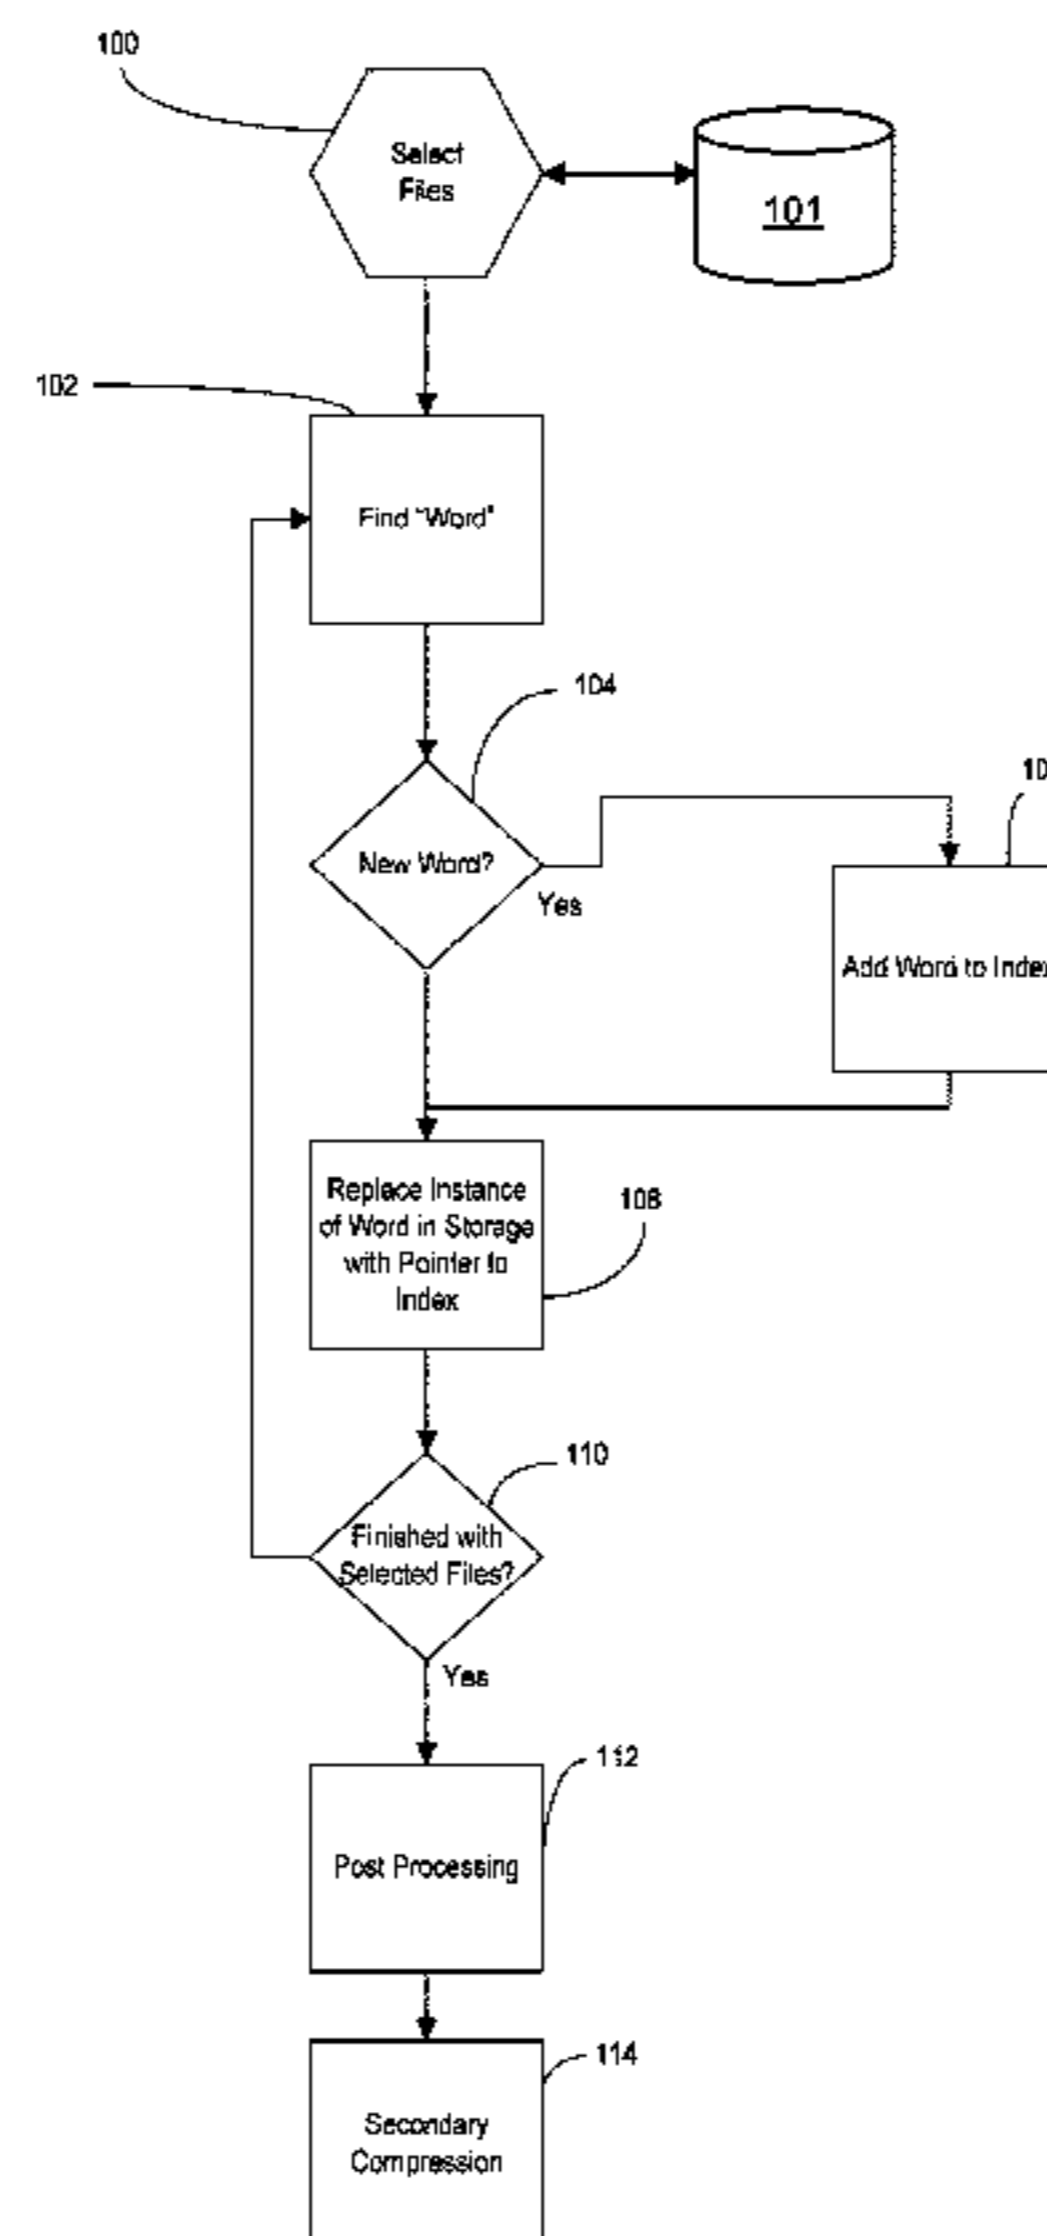 100
Select
Files
101
102
Find "Word"
104
New Word?
Yes
Add Word to
Replace Instance
of Word in Storage
with Pointer to
Index
108
110
Finished with
Selected Files?
Yes
112
Post Processing
114
Secondary
Compression